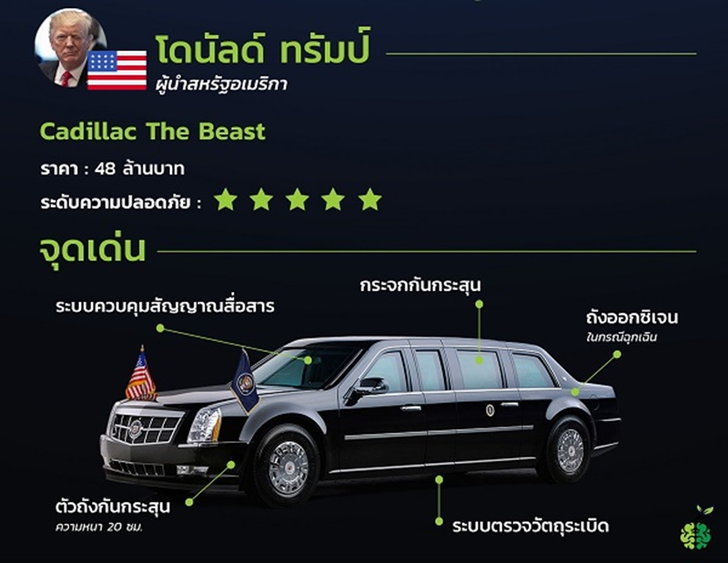 โดนัลด์ ทรัมป์
ผู้นำสหรัฐอเมริกา
Cadillac The Beast
ราคา : 48 ล้านบาท
ระดับความปลอดภัย :
จุดเด่น
กระจกกันกระสุน
ระบบควบคุมสัญญาณสื่อสาร
ถังออกซิเจน
ในกรณีฉุกเฉิน
ตัวถังกันกระสุน
ความหนา 20 ซม.
ระบบตรวจวัตถุระเบิด